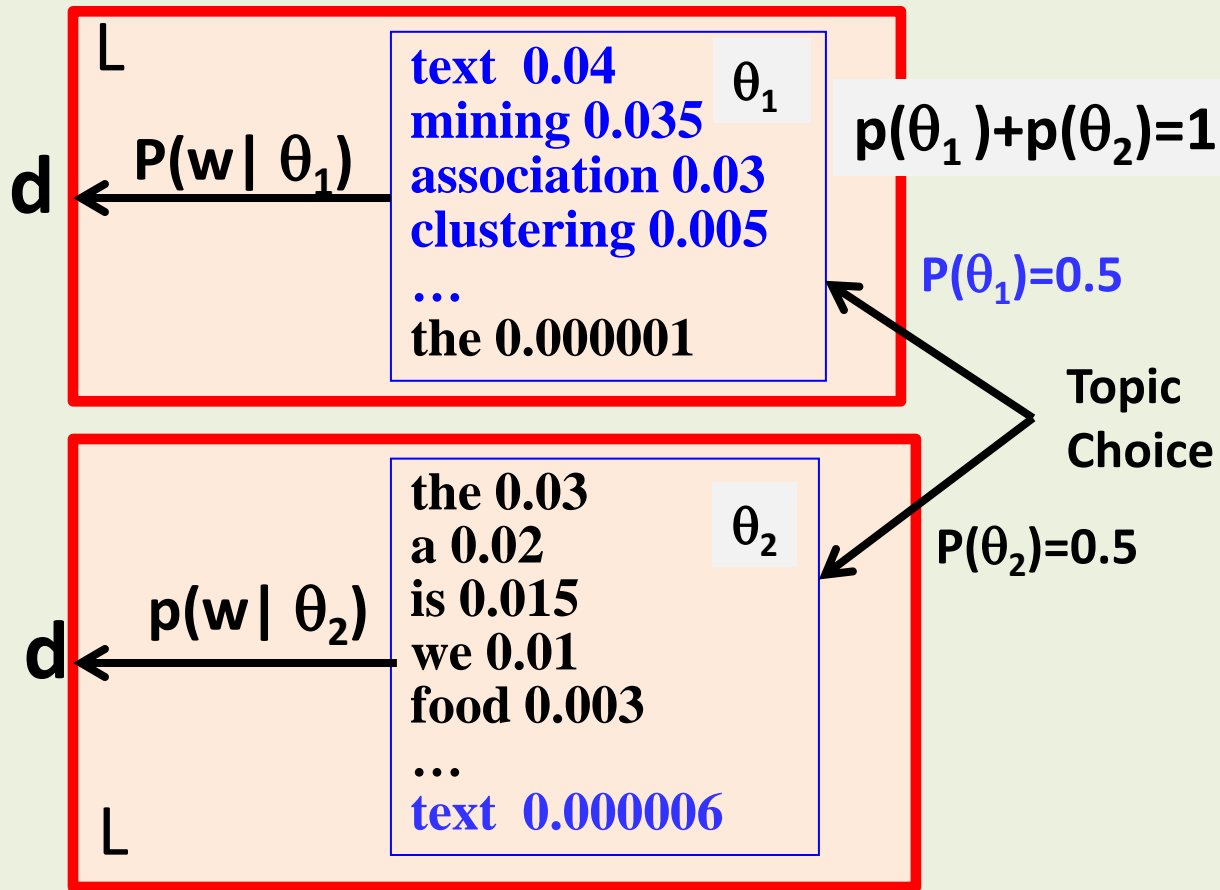 L
text 0.04
θ1
mining 0.035
p(θ1 )+p(θ2)=1
d
P(w| θ1)
association 0.03
clustering 0.005
…
P(θ1)=0.5
the 0.000001
Topic
Choice
the 0.03
θ2
a 0.02
P(θ2)=0.5
is 0.015
p(w| θ2)
d
we 0.01
food 0.003
…
text 0.000006
L